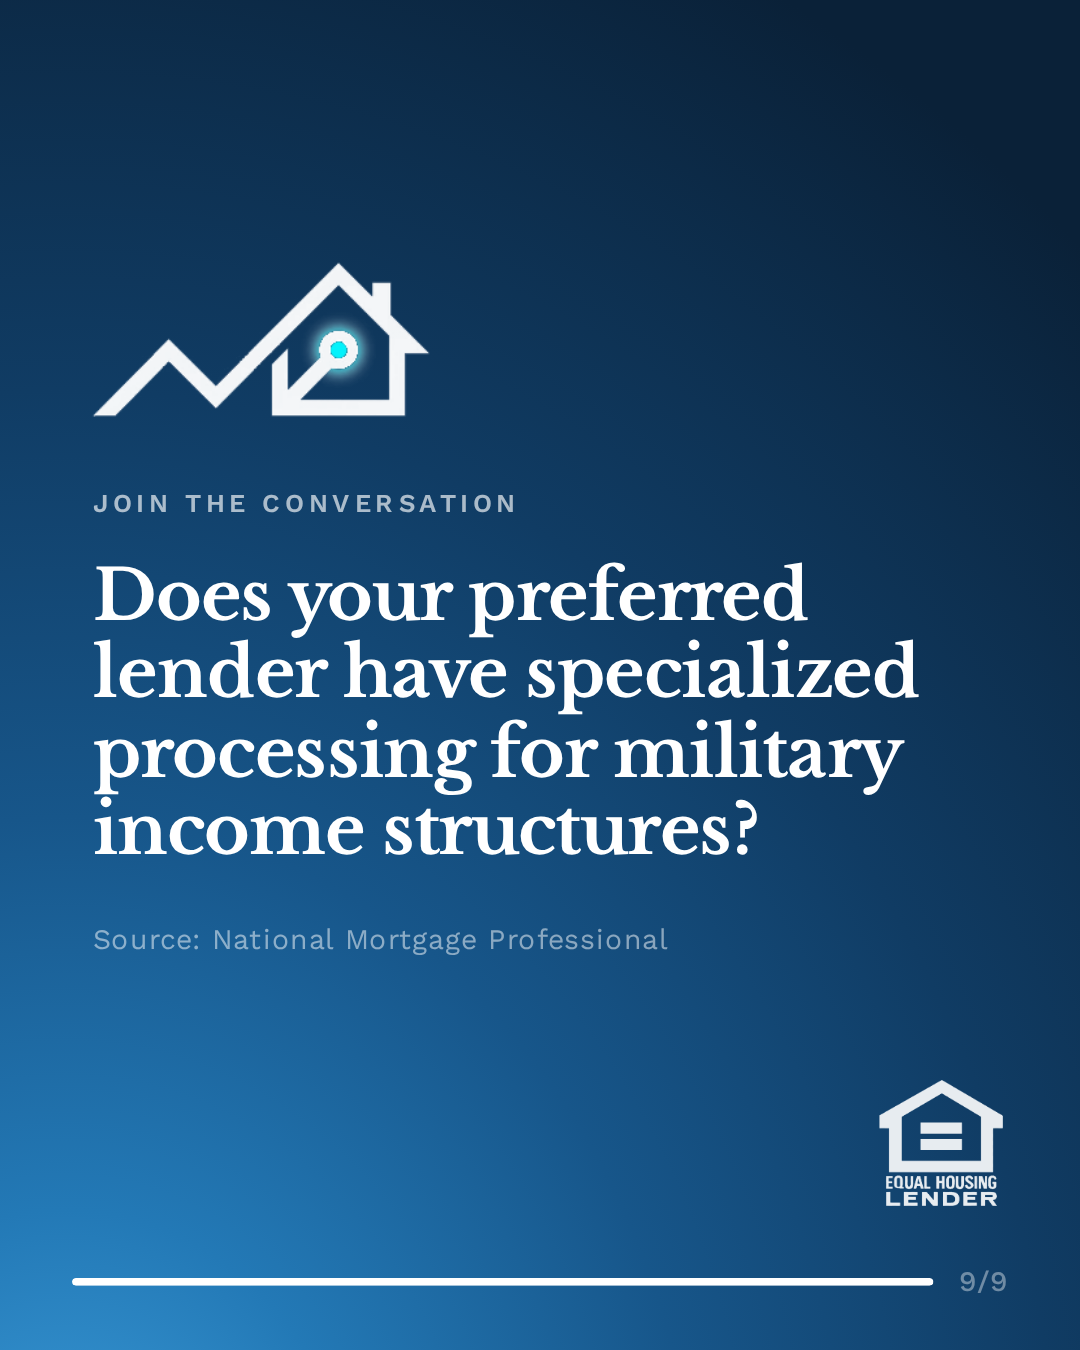 JOIN THE CONVERSATION
Does your preferred
lender have specialized
processing for military
income structures?
Source: National Mortgage Professional
EQUAL HOUSING
LENDER
9/9